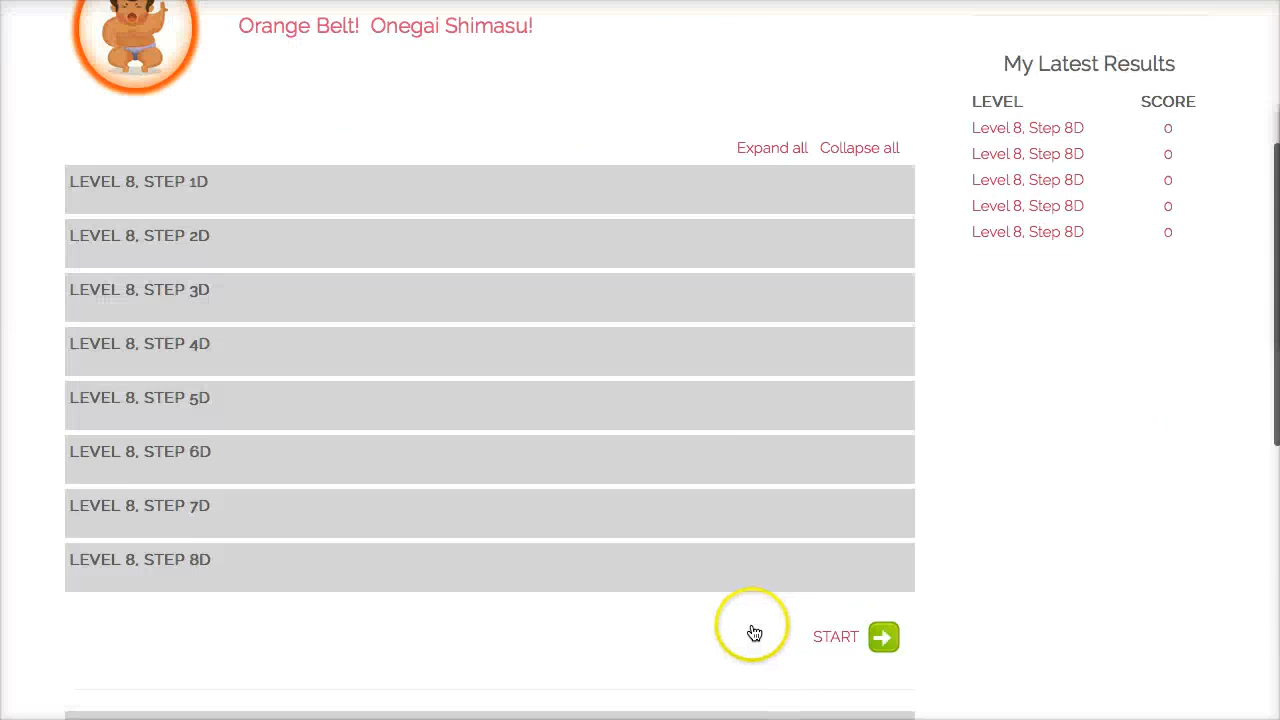 Orange Belt! Onegai Shimasu!
Expand all Collapse all
LEVEL 8, STEP 1D
LEVEL 8, STEP 2D
LEVEL 8, STEP 3D
LEVEL 8, STEP 4D
LEVEL 8, STEP 5D
LEVEL 8, STEP 6D
LEVEL 8, STEP 7D
LEVEL 8, STEP 8D
START
My Latest Results
LEVEL SCORE
Level 8, Step 8D 0
Level 8, Step 8D 0
Level 8, Step 8D 0
Level 8, Step 8D 0
Level 8, Step 8D 0